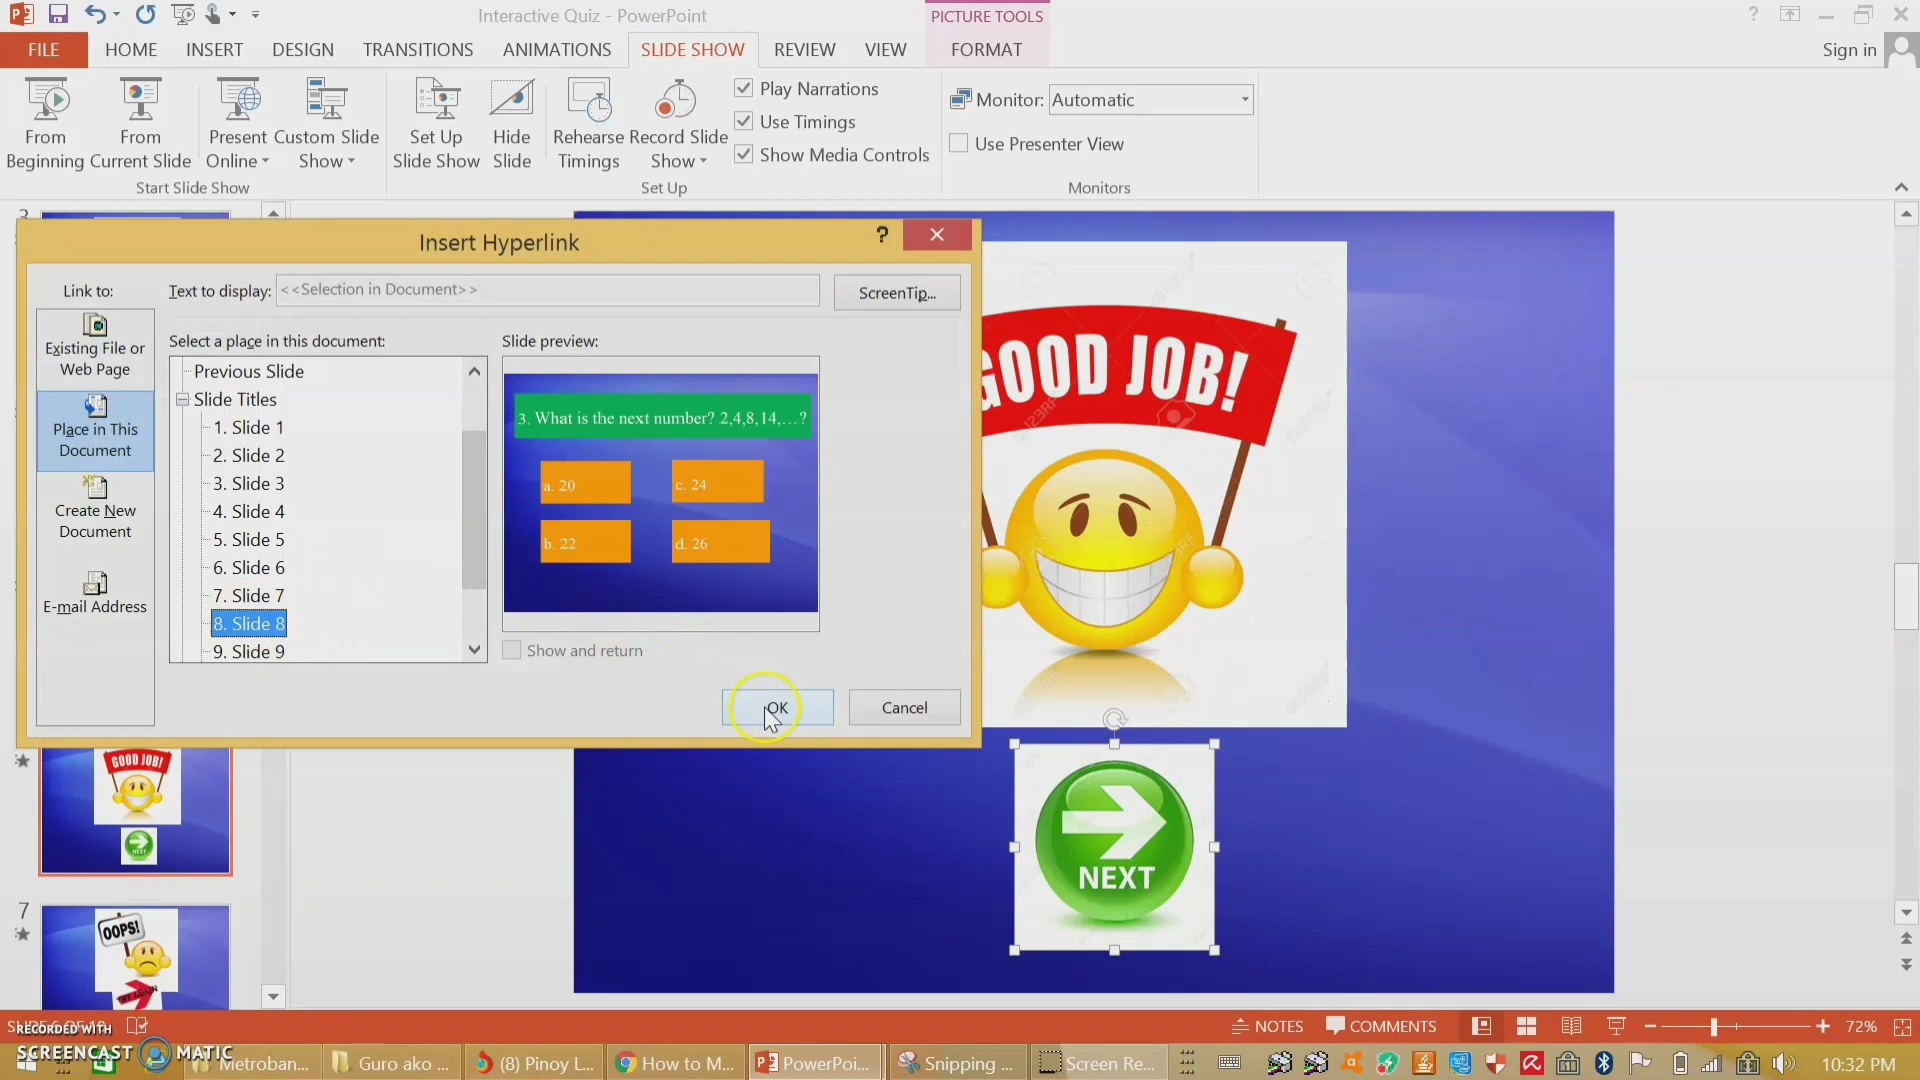 Interactive Quiz - PowerPoint
PICTURE TOOLS
?
FILE
HOME
INSERT
DESIGN
TRANSITIONS
ANIMATIONS
SLIDE SHOW
REVIEW
VIEW
FORMAT
Sign in
From Beginning
From Current Slide
Present Online
Custom Slide Show
Set Up Slide Show
Hide Slide
Rehearse Timings
Record Slide Show
Play Narrations
Use Timings
Show Media Controls
Monitor: Automatic
Use Presenter View
Start Slide Show
Set Up
Monitors
3
Insert Hyperlink
?
Link to:
Text to display: <<Selection in Document>>
ScreenTip...
Existing File or Web Page
Place in This Document
Create New Document
E-mail Address
Select a place in this document:
Previous Slide
Slide Titles
1. Slide 1
2. Slide 2
3. Slide 3
4. Slide 4
5. Slide 5
6. Slide 6
7. Slide 7
8. Slide 8
9. Slide 9
Slide preview:
3. What is the next number? 2,4,8,14,…?
a. 20
c. 24
b. 22
d. 26
Show and return
OK
Cancel
GOOD JOB!
NEXT
GOOD JOB!
NEXT
7
OOPS!
TRY AGAIN
NOTES
COMMENTS
72%
RECORDED WITH
SCREENCAST MATIC
Metroban...
Guro ako ...
(8) Pinoy L...
How to M...
PowerPoi...
Snipping ...
Screen Re...
10:32 PM